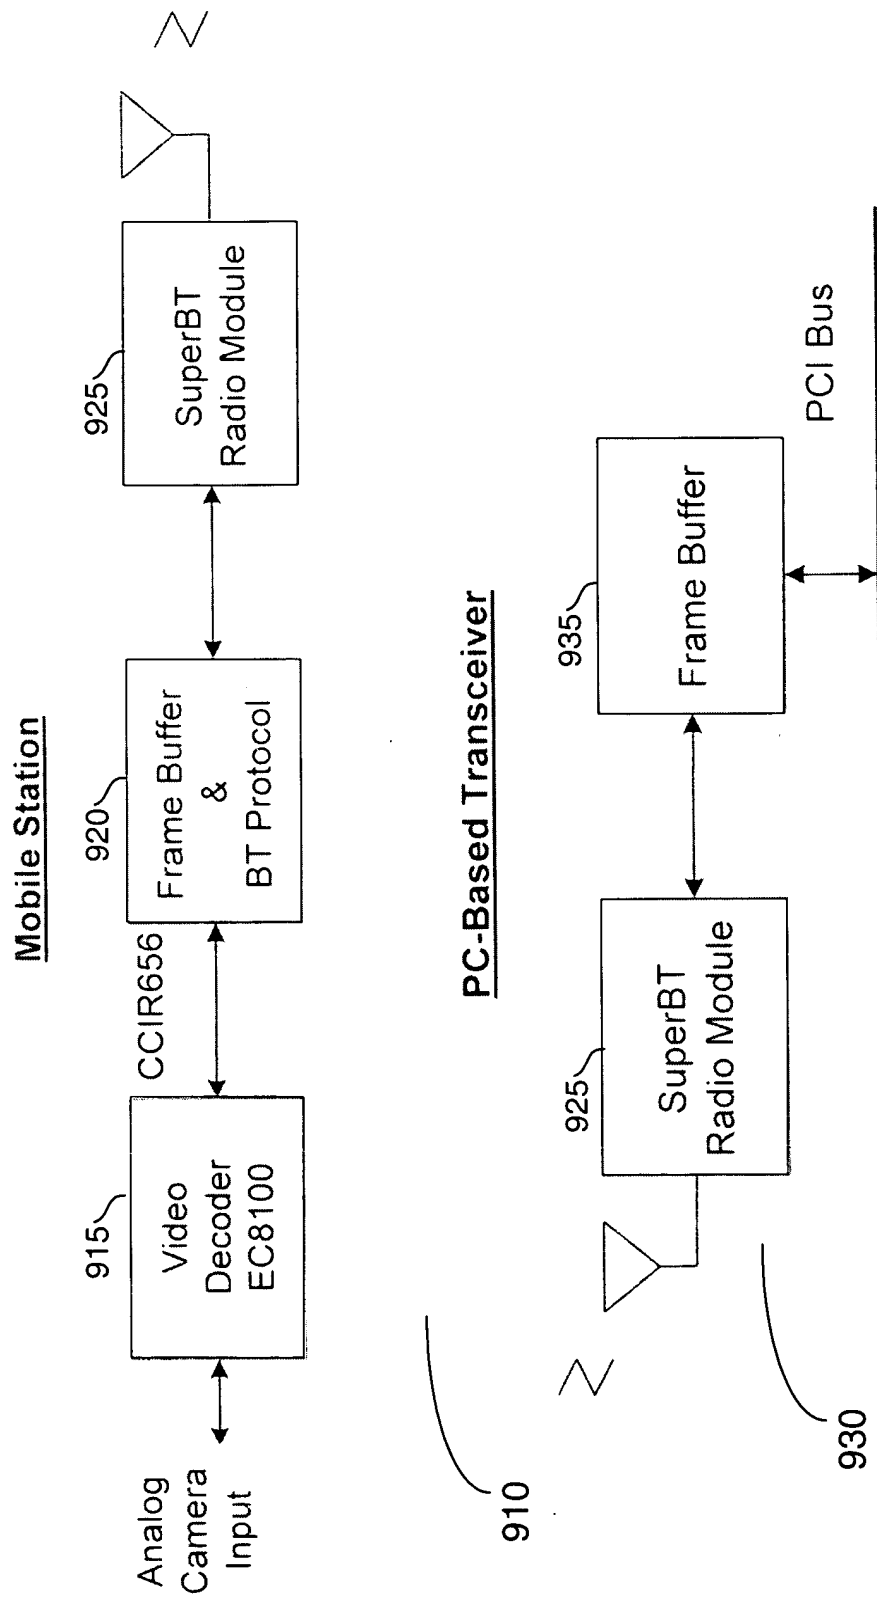 Mobile Station
Analog
Camera
Input
915
Video
Decoder
EC8100
CCIR656
920
Frame Buffer
&
BT Protocol
925
SuperBT
Radio Module
910
PC-Based Transceiver
925
SuperBT
Radio Module
935
Frame Buffer
PCI Bus
930